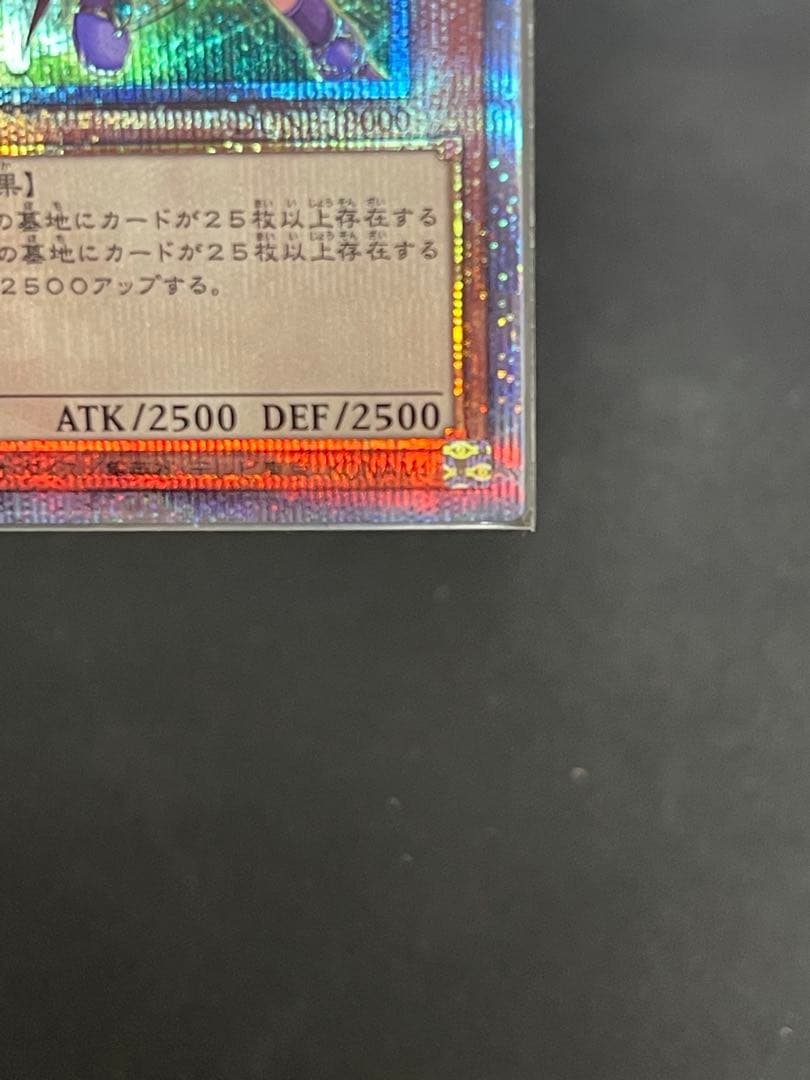 果】
の墓地にカードが25枚以上存在する
の墓地にカードが25枚以上存在する
2500アップする。
ATK/2500 DEF/2500
KONAMI